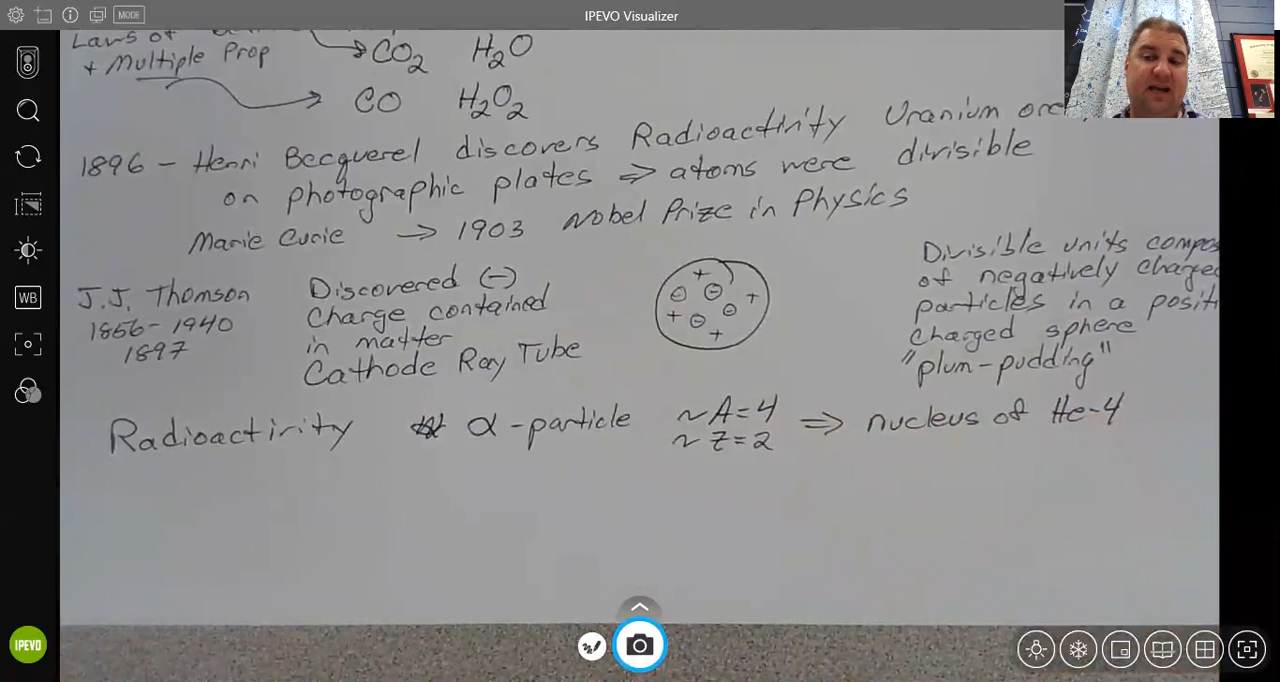 IPEVO Visualizer
MODE
Laws of
+ Multiple Prop
CO2 H2O
CO H2O2
1896 - Henri Becquerel discovers Radioactivity Uranium ore
on photographic plates => atoms were divisible
Marie Curie -> 1903 Nobel Prize in Physics
J.J. Thomson
1856-1940
1897
Discovered (-)
Charge contained
in matter
Cathode Ray Tube
+
- -
+
+ - -
+
Divisible units compos
of negatively charged
particles in a posit
charged sphere
"plum-pudding"
Radioactivity α-particle ~A=4 => nucleus of He-4
~Z=2
WB
IPEVO